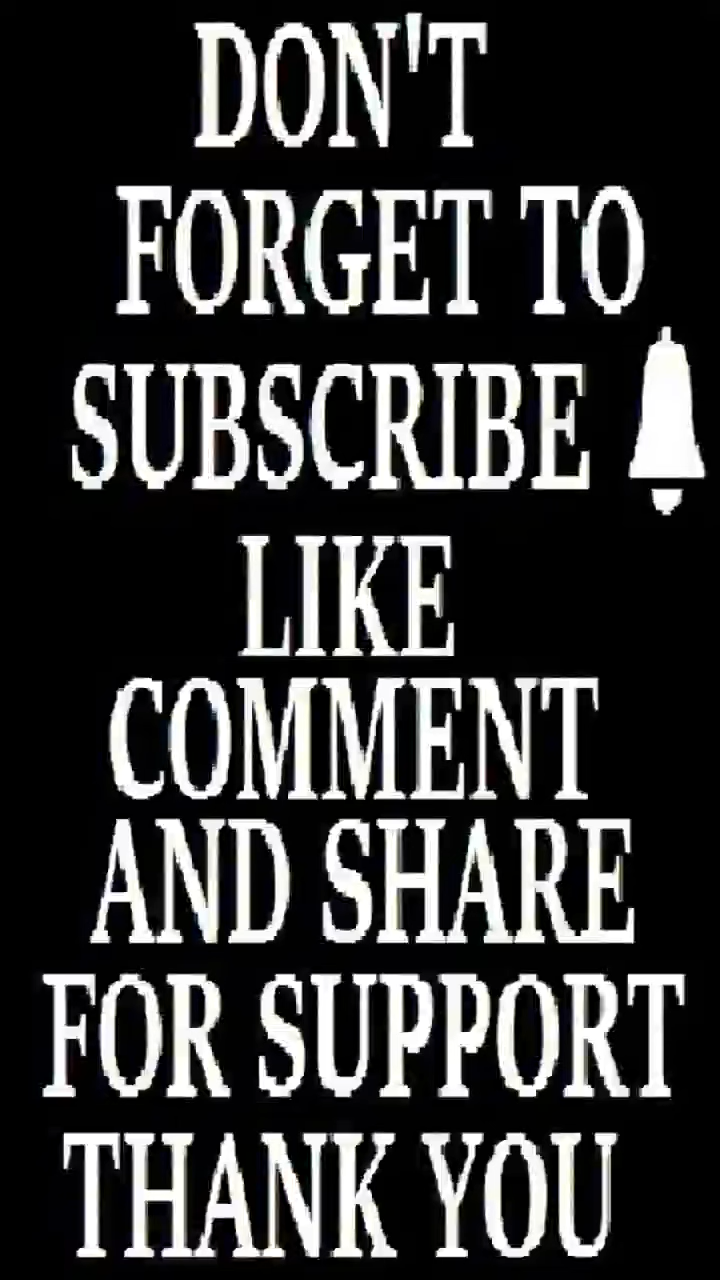 DON'T
FORGET TO
SUBSCRIBE
LIKE
COMMENT
AND SHARE
FOR SUPPORT
THANK YOU